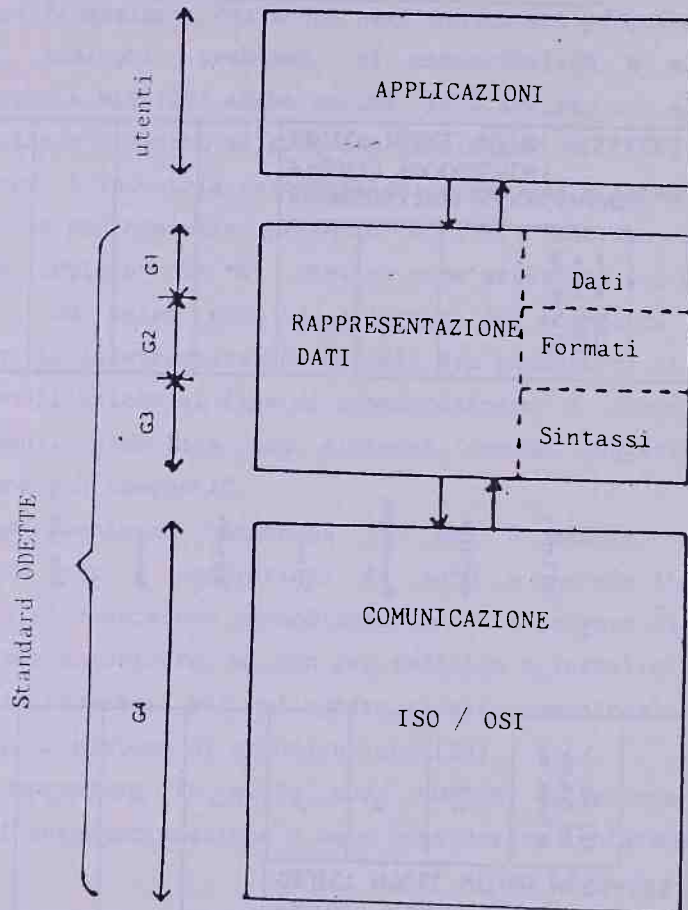 utenti
APPLICAZIONI
Standard ODETTE
G1
G2
G3
RAPPRESENTAZIONE
DATI
Dati
Formati
Sintassi
G4
COMUNICAZIONE
ISO / OSI